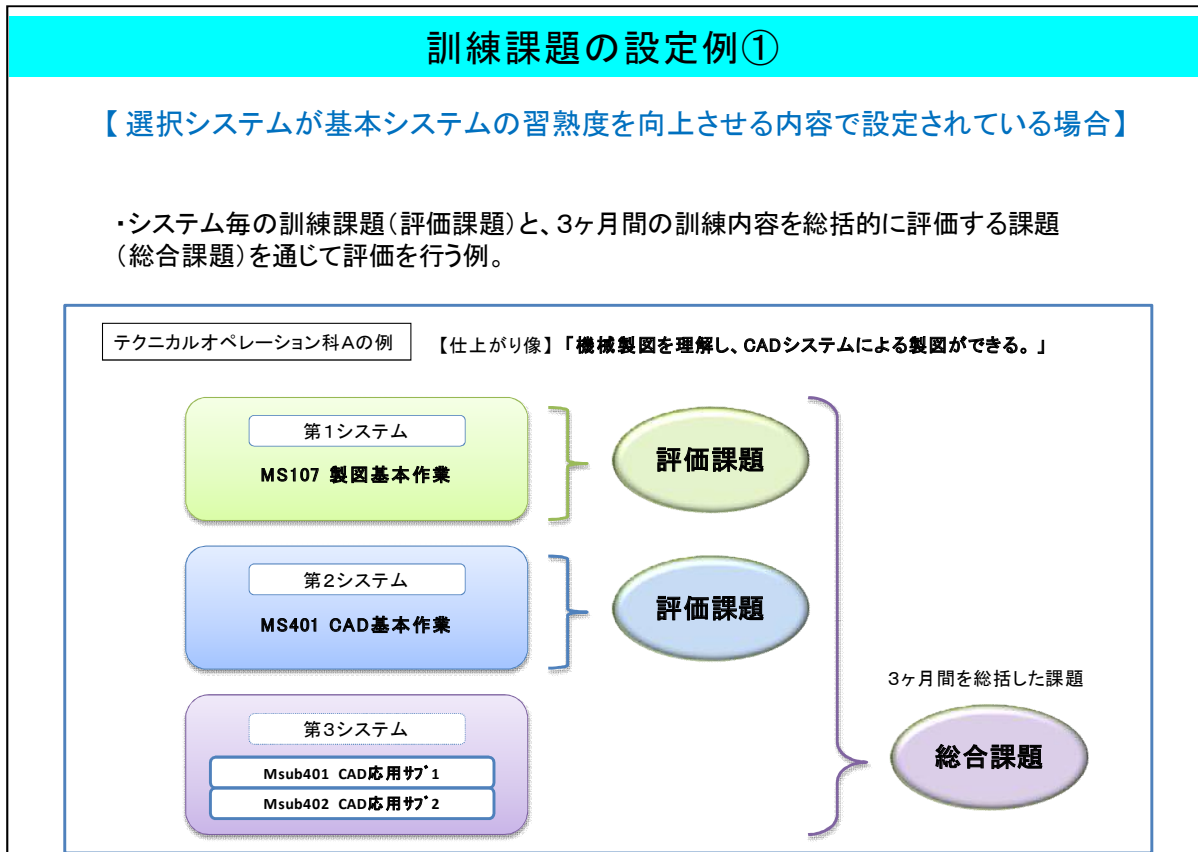 訓練課題の設定例①
【 選択システムが基本システムの習熟度を向上させる内容で設定されている場合】
・システム毎の訓練課題(評価課題)と、3ヶ月間の訓練内容を総括的に評価する課題
(総合課題)を通じて評価を行う例。
テクニカルオペレーション科Aの例
【仕上がり像】「機械製図を理解し、CADシステムによる製図ができる。」
第1システム
MS107 製図基本作業
評価課題
第2システム
MS401 CAD基本作業
評価課題
3ヶ月間を総括した課題
第3システム
Msub401 CAD応用サブ1
Msub402 CAD応用サブ2
総合課題